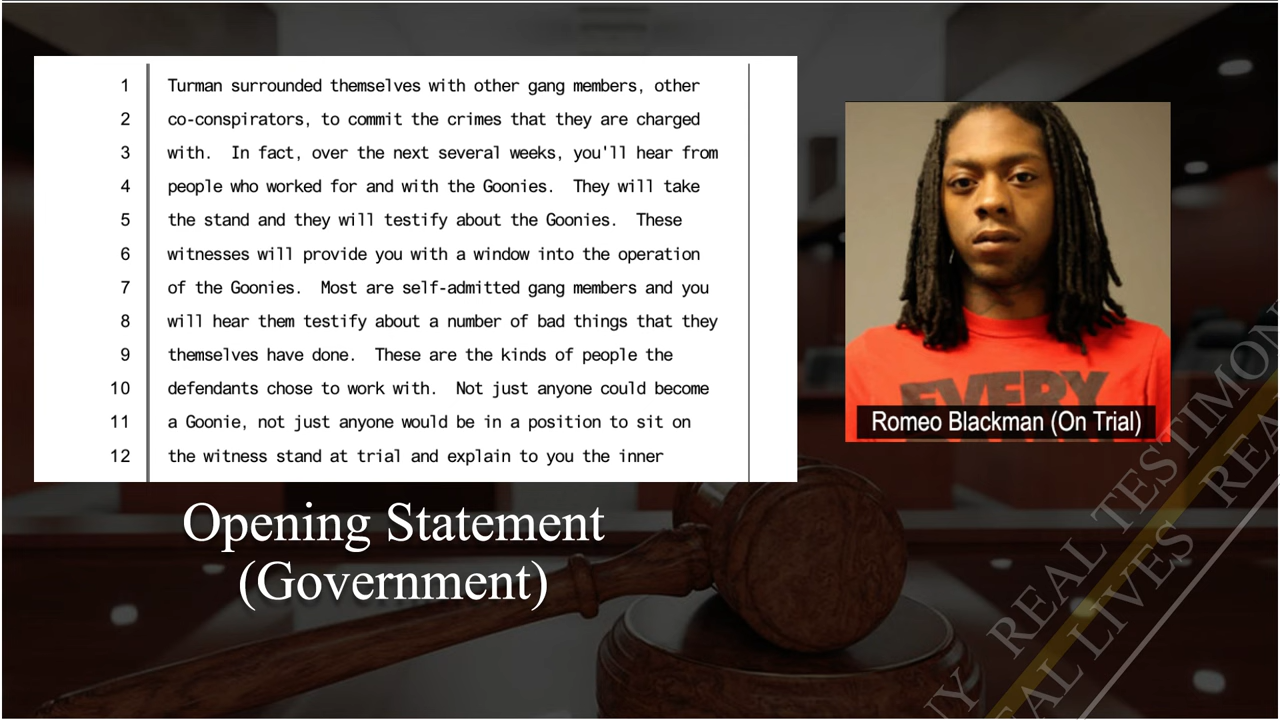 1 Turman surrounded themselves with other gang members, other
2 co-conspirators, to commit the crimes that they are charged
3 with.  In fact, over the next several weeks, you'll hear from
4 people who worked for and with the Goonies.  They will take
5 the stand and they will testify about the Goonies.  These
6 witnesses will provide you with a window into the operation
7 of the Goonies.  Most are self-admitted gang members and you
8 will hear them testify about a number of bad things that they
9 themselves have done.  These are the kinds of people the
10 defendants chose to work with.  Not just anyone could become
11 a Goonie, not just anyone would be in a position to sit on
12 the witness stand at trial and explain to you the inner
EVERY
Romeo Blackman (On Trial)
Opening Statement
(Government)
REAL TESTIMON
REAL LIVES REA